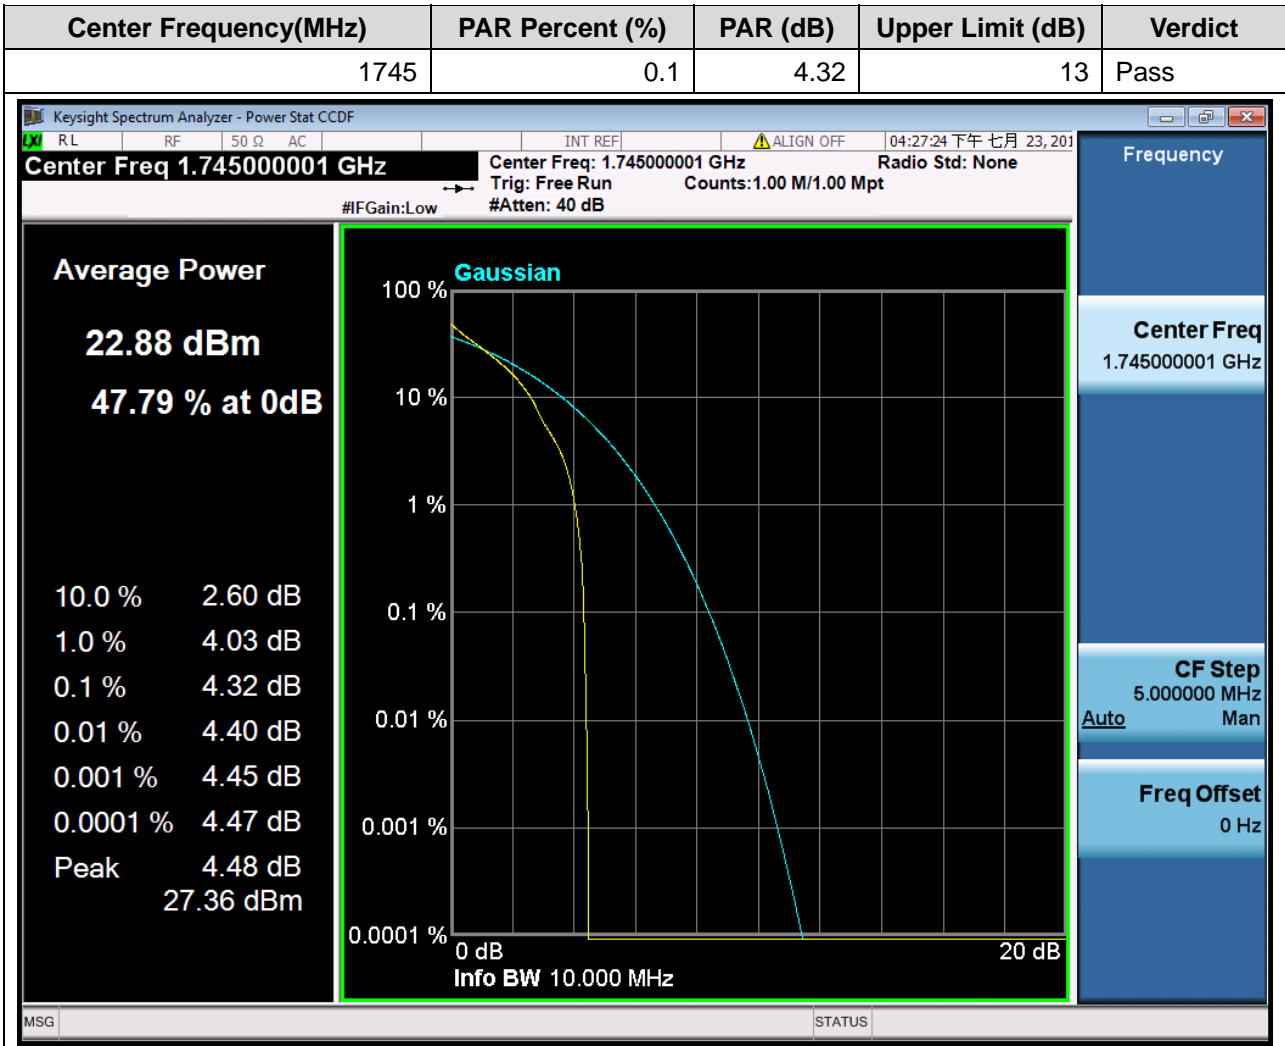 Center Frequency(MHz) PAR Percent (%) PAR (dB) Upper Limit (dB) Verdict
1745 0.1 4.32 13 Pass
Keysight Spectrum Analyzer - Power Stat CCDF
LXI RL RF 50 Ω AC INT REF ALIGN OFF 04:27:24 下午 七月 23, 201
Center Freq 1.745000001 GHz
Center Freq: 1.745000001 GHz Radio Std: None
Trig: Free Run Counts:1.00 M/1.00 Mpt
#IFGain:Low #Atten: 40 dB
Average Power
22.88 dBm
47.79 % at 0dB
10.0 % 2.60 dB
1.0 % 4.03 dB
0.1 % 4.32 dB
0.01 % 4.40 dB
0.001 % 4.45 dB
0.0001 % 4.47 dB
Peak 4.48 dB
27.36 dBm
Gaussian
100 %
10 %
1 %
0.1 %
0.01 %
0.001 %
0.0001 %
0 dB 20 dB
Info BW 10.000 MHz
Frequency
Center Freq
1.745000001 GHz
CF Step
5.000000 MHz
Auto Man
Freq Offset
0 Hz
MSG STATUS